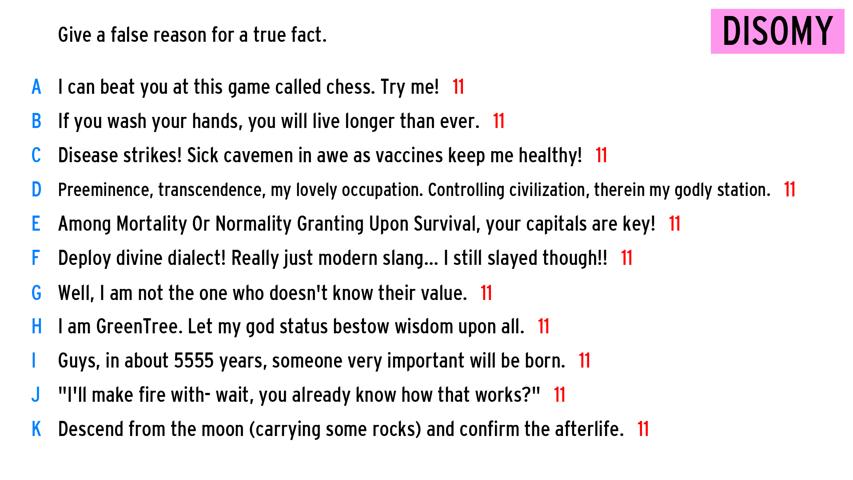 Give a false reason for a true fact.
DISOMY
A I can beat you at this game called chess. Try me! 11
B If you wash your hands, you will live longer than ever. 11
C Disease strikes! Sick cavemen in awe as vaccines keep me healthy! 11
D Preeminence, transcendence, my lovely occupation. Controlling civilization, therein my godly station. 11
E Among Mortality Or Normality Granting Upon Survival, your capitals are key! 11
F Deploy divine dialect! Really just modern slang... I still slayed though!! 11
G Well, I am not the one who doesn't know their value. 11
H I am GreenTree. Let my god status bestow wisdom upon all. 11
I Guys, in about 5555 years, someone very important will be born. 11
J "I'll make fire with- wait, you already know how that works?" 11
K Descend from the moon (carrying some rocks) and confirm the afterlife. 11